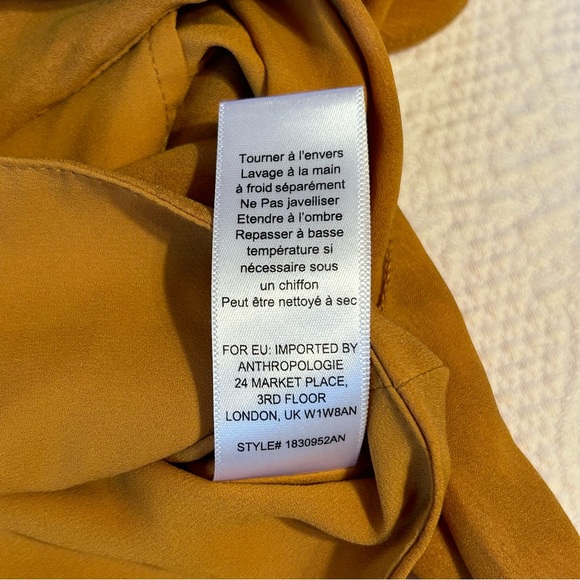 Tourner à l'envers
Lavage à la main
à froid séparément
Ne Pas javelliser
Etendre à l'ombre
Repasser à basse
température si
nécessaire sous
un chiffon
Peut être nettoyé à sec
FOR EU: IMPORTED BY
ANTHROPOLOGIE
24 MARKET PLACE,
3RD FLOOR
LONDON, UK W1W8AN
STYLE# 1830952AN